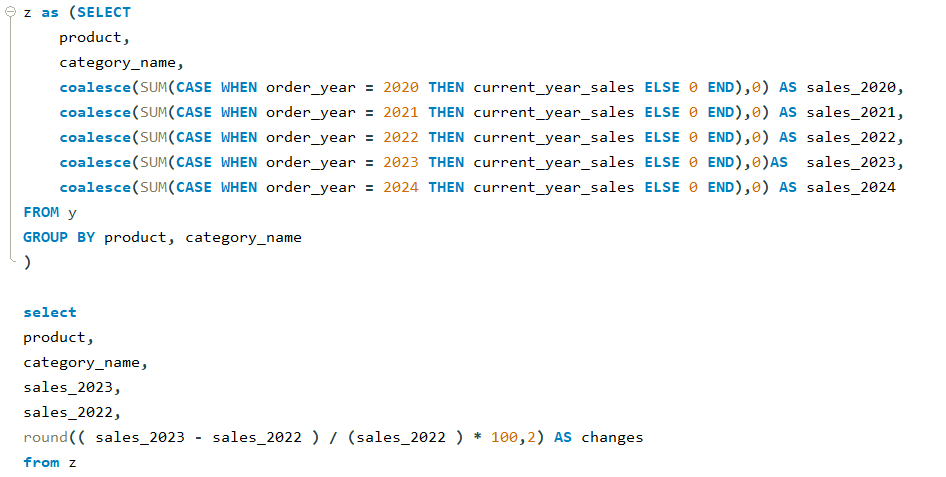 z as (SELECT
    product,
    category_name,
    coalesce(SUM(CASE WHEN order_year = 2020 THEN current_year_sales ELSE 0 END),0) AS sales_2020,
    coalesce(SUM(CASE WHEN order_year = 2021 THEN current_year_sales ELSE 0 END),0) AS sales_2021,
    coalesce(SUM(CASE WHEN order_year = 2022 THEN current_year_sales ELSE 0 END),0) AS sales_2022,
    coalesce(SUM(CASE WHEN order_year = 2023 THEN current_year_sales ELSE 0 END),0)AS  sales_2023,
    coalesce(SUM(CASE WHEN order_year = 2024 THEN current_year_sales ELSE 0 END),0) AS sales_2024
FROM y
GROUP BY product, category_name
)
select
product,
category_name,
sales_2023,
sales_2022,
round(( sales_2023 - sales_2022 ) / (sales_2022 ) * 100,2) AS changes
from z